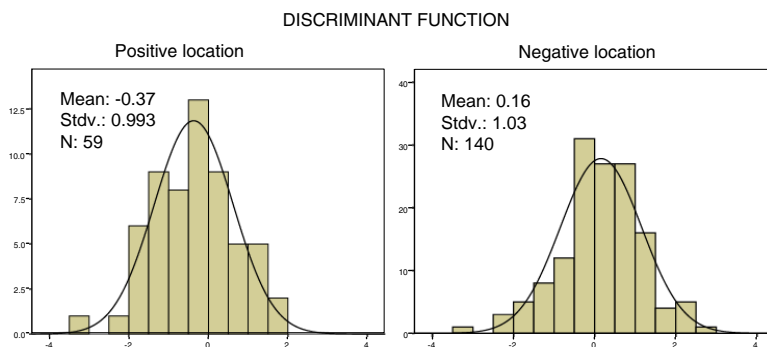 DISCRIMINANT FUNCTION
Positive location
Mean: -0.37
Stdv.: 0.993
N: 59
12.5
10.0
7.5
5.0
2.5
0.0
-4 -2 0 2 4
Negative location
Mean: 0.16
Stdv.: 1.03
N: 140
40
30
20
10
0
-4 -2 0 2 4